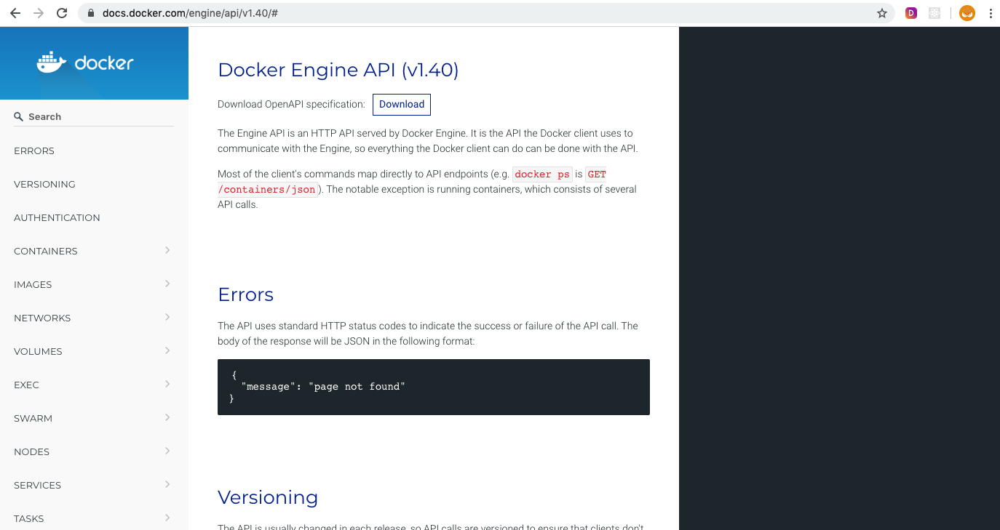 docs.docker.com/engine/api/v1.40/#
D
docker
Search
ERRORS
VERSIONING
AUTHENTICATION
CONTAINERS
IMAGES
NETWORKS
VOLUMES
EXEC
SWARM
NODES
SERVICES
TASKS
Docker Engine API (v1.40)
Download OpenAPI specification: Download
The Engine API is an HTTP API served by Docker Engine. It is the API the Docker client uses to
communicate with the Engine, so everything the Docker client can do can be done with the API.
Most of the client's commands map directly to API endpoints (e.g. docker ps is GET
/containers/json). The notable exception is running containers, which consists of several
API calls.
Errors
The API uses standard HTTP status codes to indicate the success or failure of the API call. The
body of the response will be JSON in the following format:
{
"message": "page not found"
}
Versioning
The API is usually changed in each release, so API calls are versioned to ensure that clients don't